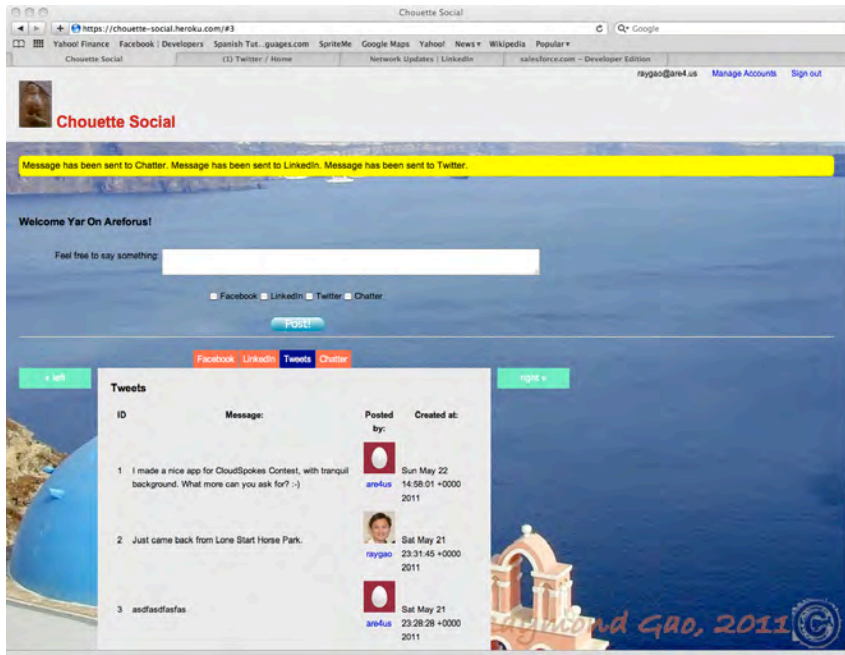 Chouette Social
https://chouette-social.heroku.com/#3
Google
Yahoo! Finance Facebook | Developers Spanish Tut...guages.com SpriteMe Google Maps Yahoo! News ▾ Wikipedia Popular ▾
Chouette Social (1) Twitter / Home Network Updates | LinkedIn salesforce.com - Developer Edition
raygao@are4.us Manage Accounts Sign out
Chouette Social
Message has been sent to Chatter. Message has been sent to LinkedIn. Message has been sent to Twitter.
Welcome Yar On Areforus!
Feel free to say something:
Facebook LinkedIn Twitter Chatter
Post!
Facebook LinkedIn Tweets Chatter
« left
right »
Tweets
ID Message: Posted by: Created at:
1 I made a nice app for CloudSpokes Contest, with tranquil
background. What more can you ask for? :-)
are4us
Sun May 22
14:58:01 +0000
2011
2 Just came back from Lone Start Horse Park.
raygao
Sat May 21
23:31:45 +0000
2011
3 asdfasdfasfas
are4us
Sat May 21
23:28:28 +0000
2011
Raymond Gao, 2011 ©